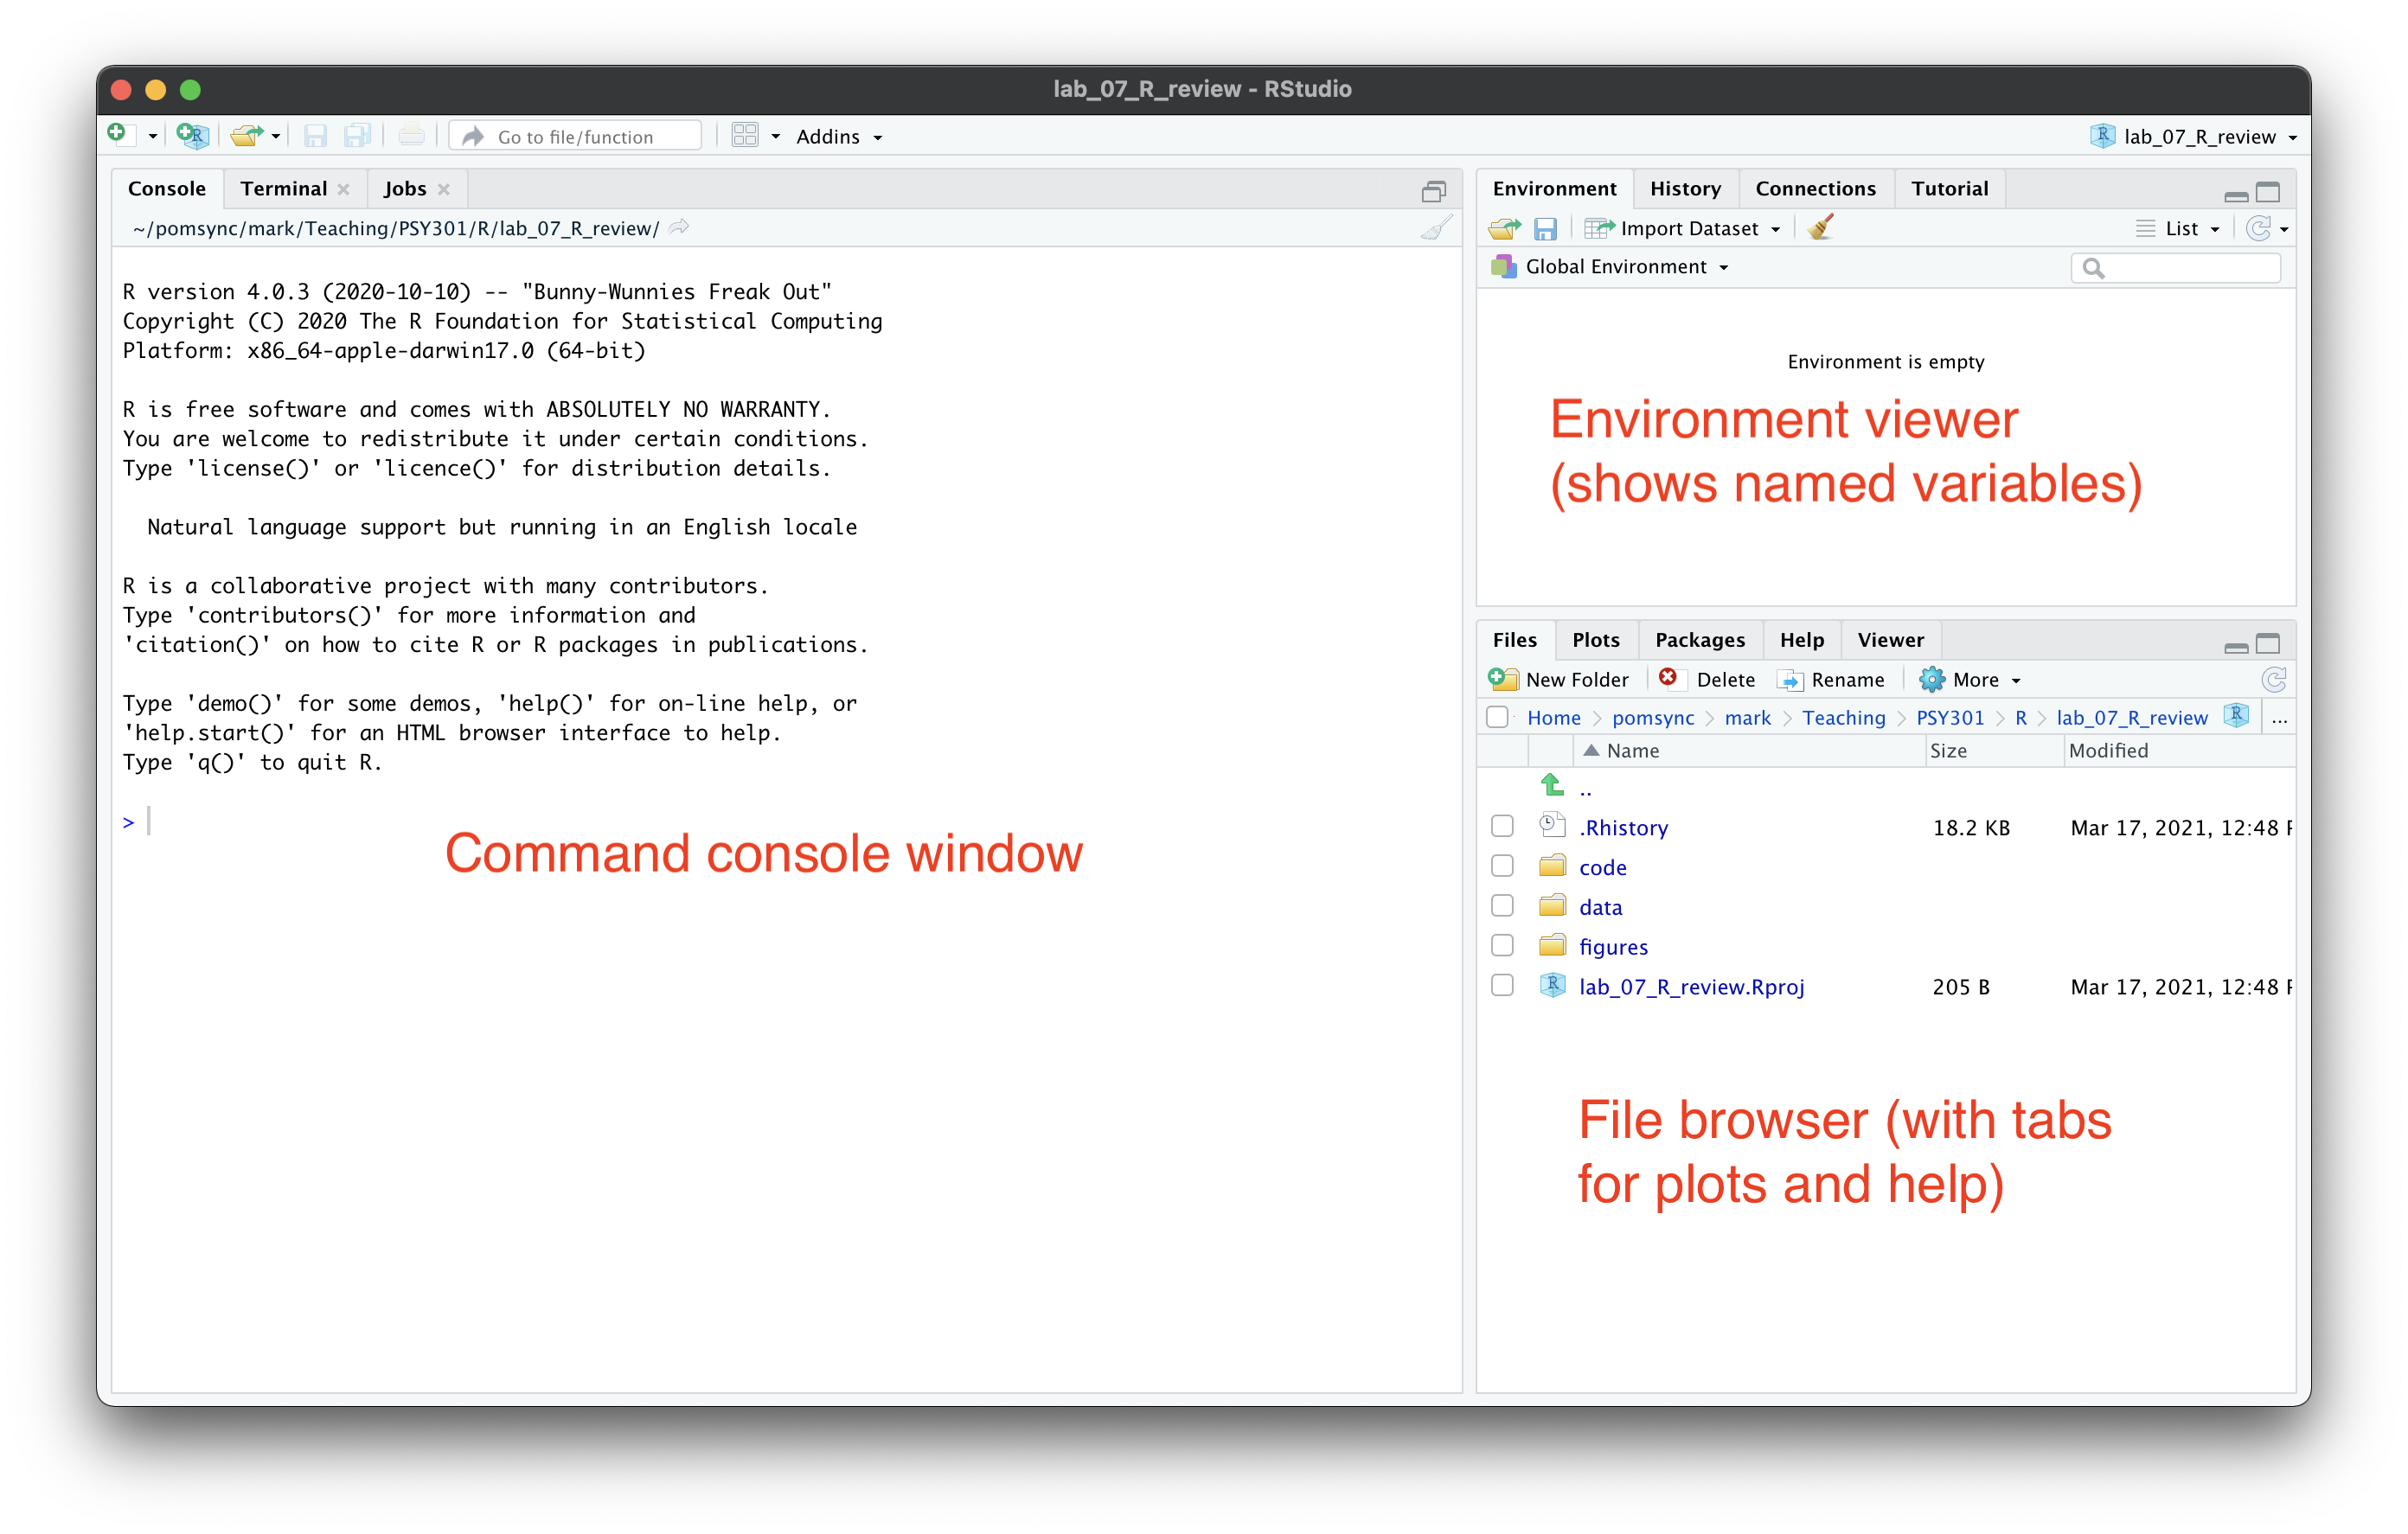 lab_07_R_review - RStudio
Go to file/function
Addins
lab_07_R_review
Console Terminal Jobs
~/pomsync/mark/Teaching/PSY301/R/lab_07_R_review/
R version 4.0.3 (2020-10-10) -- "Bunny-Wunnies Freak Out"
Copyright (C) 2020 The R Foundation for Statistical Computing
Platform: x86_64-apple-darwin17.0 (64-bit)
R is free software and comes with ABSOLUTELY NO WARRANTY.
You are welcome to redistribute it under certain conditions.
Type 'license()' or 'licence()' for distribution details.
Natural language support but running in an English locale
R is a collaborative project with many contributors.
Type 'contributors()' for more information and
'citation()' on how to cite R or R packages in publications.
Type 'demo()' for some demos, 'help()' for on-line help, or
'help.start()' for an HTML browser interface to help.
Type 'q()' to quit R.
>
Command console window
Environment History Connections Tutorial
Import Dataset List
Global Environment
Environment is empty
Environment viewer
(shows named variables)
Files Plots Packages Help Viewer
New Folder Delete Rename More
Home > pomsync > mark > Teaching > PSY301 > R > lab_07_R_review ...
Name Size Modified
..
.Rhistory 18.2 KB Mar 17, 2021, 12:48
code
data
figures
lab_07_R_review.Rproj 205 B Mar 17, 2021, 12:48
File browser (with tabs
for plots and help)